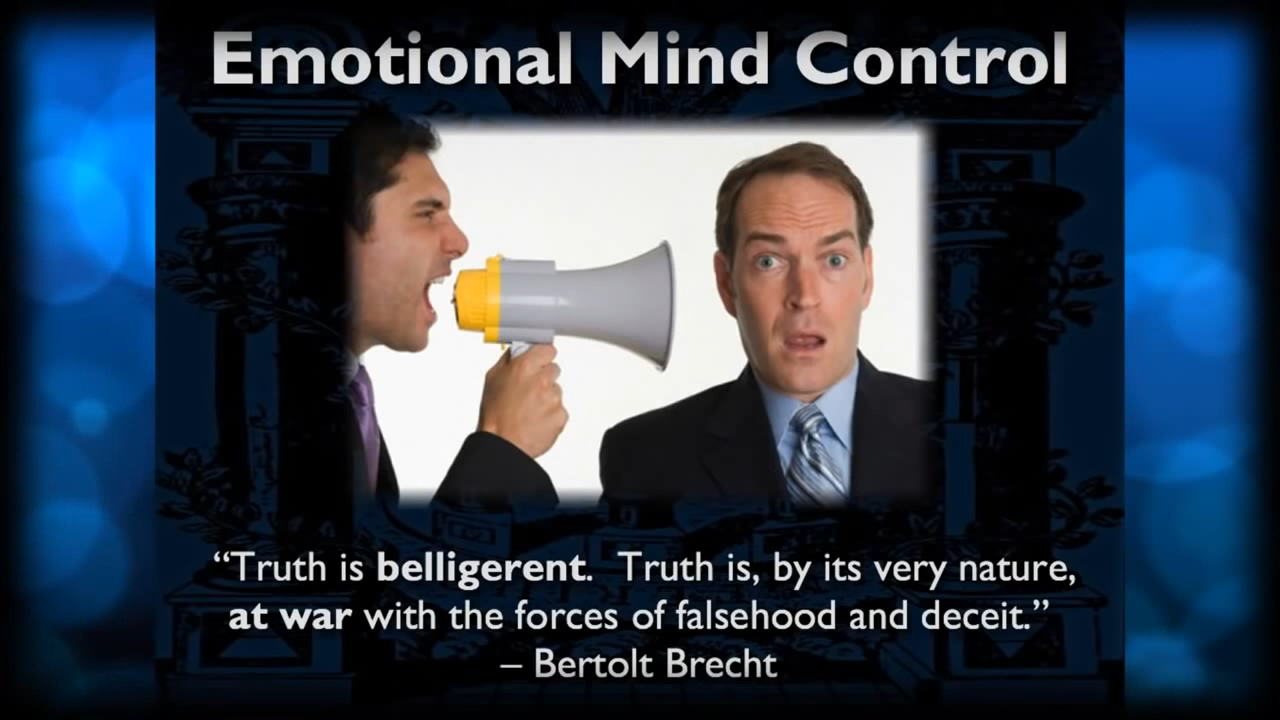 Emotional Mind Control
“Truth is belligerent. Truth is, by its very nature,
at war with the forces of falsehood and deceit.”
– Bertolt Brecht